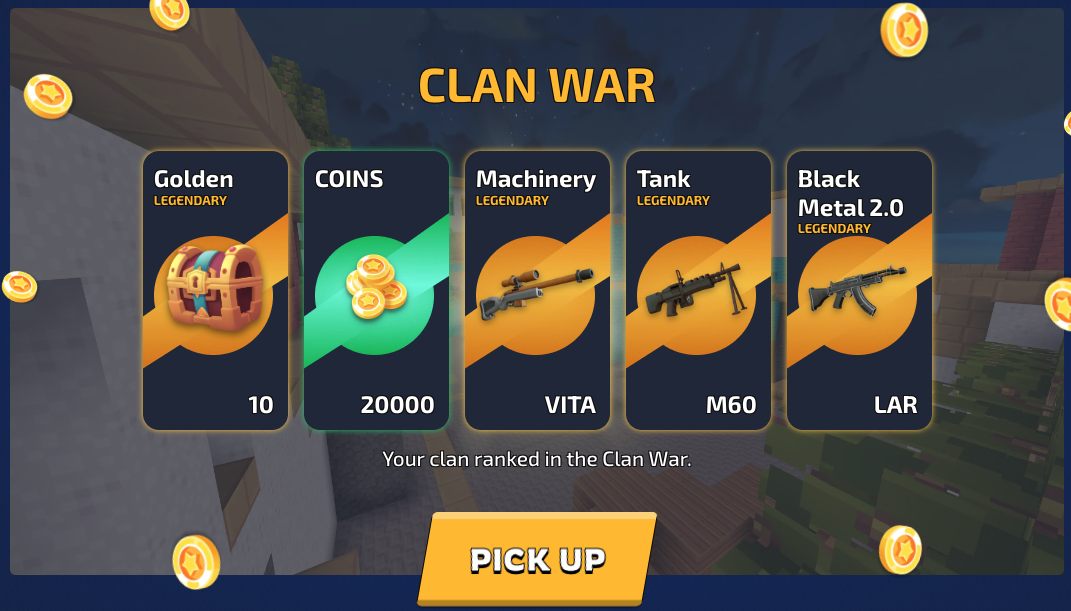 CLAN WAR
Golden
LEGENDARY
10
COINS
20000
Machinery
LEGENDARY
VITA
Tank
LEGENDARY
M60
Black
Metal 2.0
LEGENDARY
LAR
Your clan ranked in the Clan War.
PICK UP